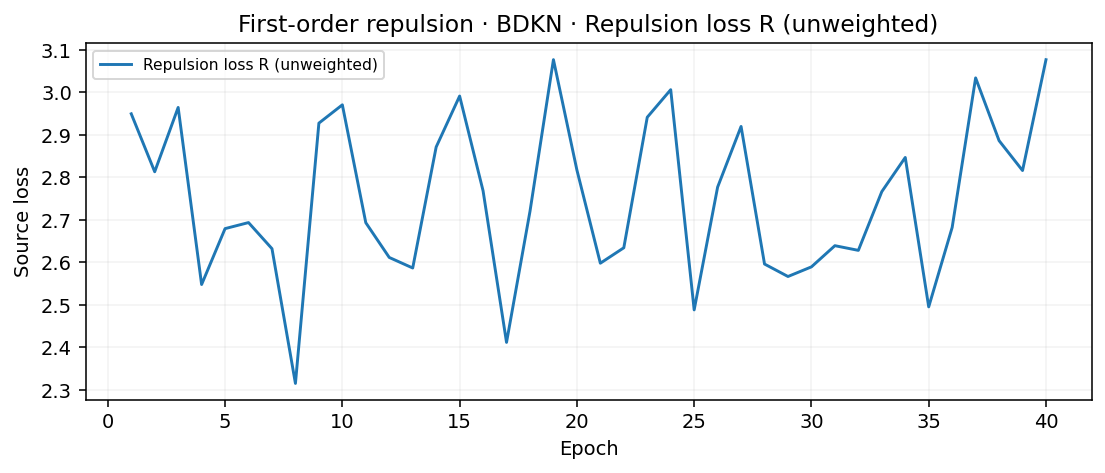 First-order repulsion · BDKN · Repulsion loss R (unweighted)
Repulsion loss R (unweighted)
Source loss
3.1
3.0
2.9
2.8
2.7
2.6
2.5
2.4
2.3
0 5 10 15 20 25 30 35 40
Epoch